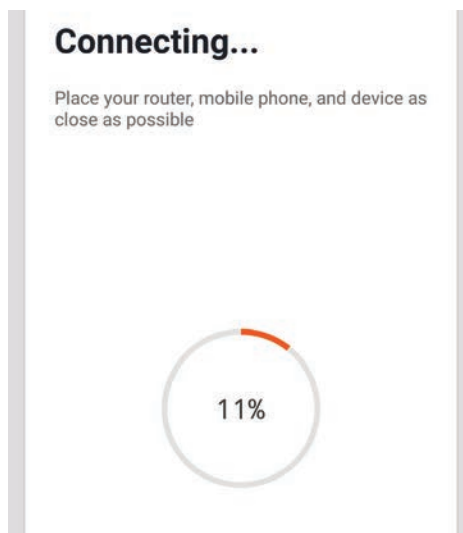 Connecting...
Place your router, mobile phone, and device as
close as possible
11%